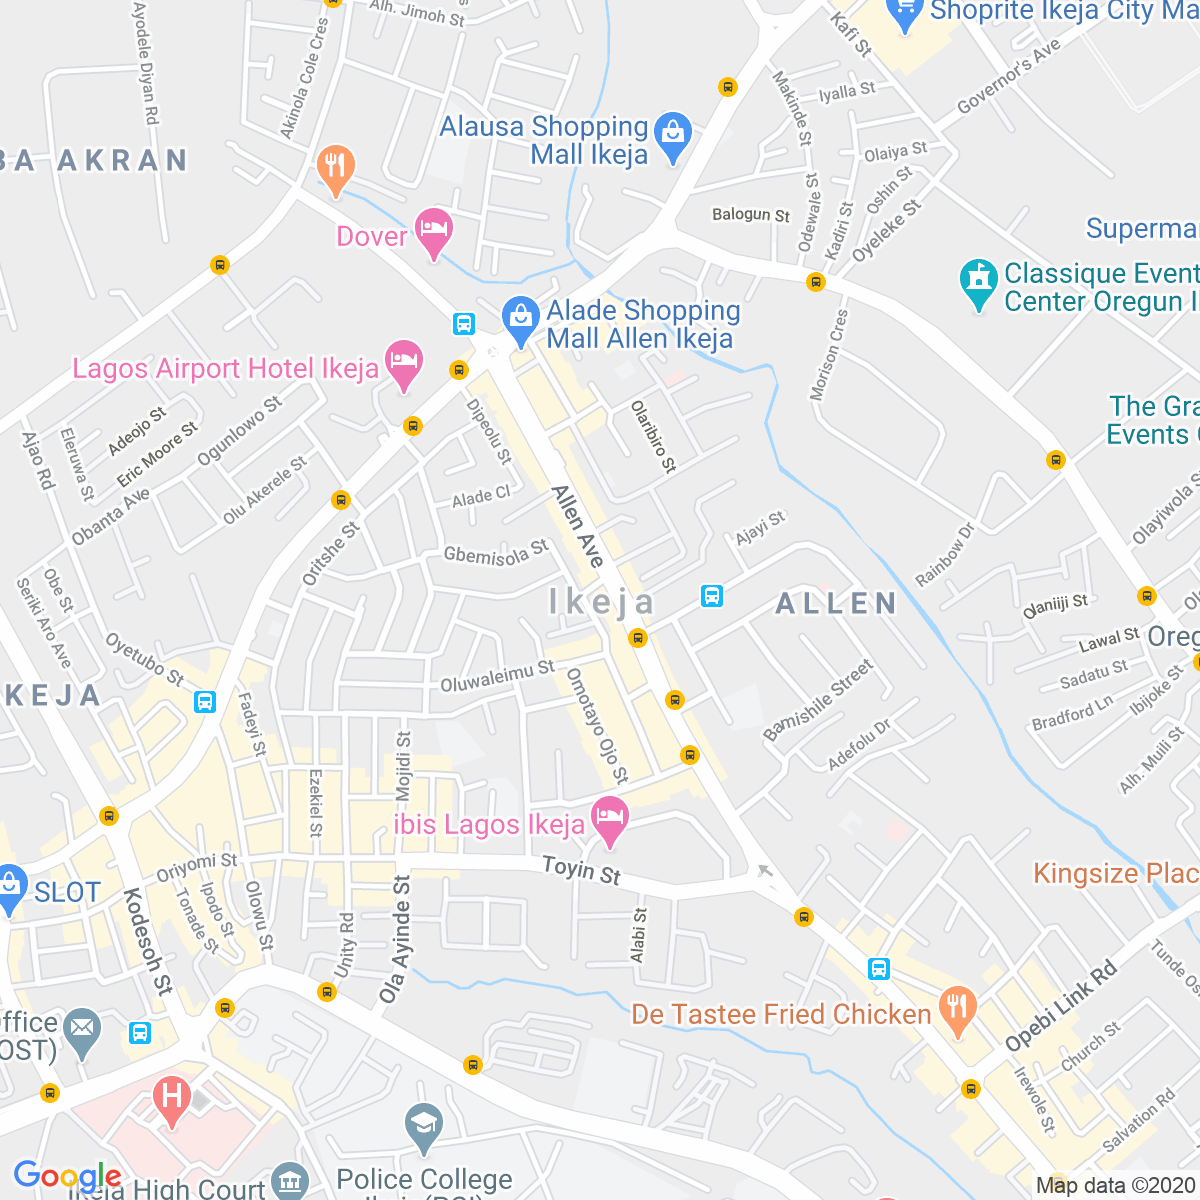 Shoprite Ikeja City Ma
Alh. Jimoh St
Kafi St
Ayodele Diyan Rd
Akinola Cole Cres
Governor's Ave
Makinde St
Iyalla St
Alausa Shopping
Mall Ikeja
BA AKRAN
Olaiya St
Oshin St
Odewale St
Balogun St
Kadiri St
Oyeleke St
Dover
Superma
Classique Event
Center Oregun I
Alade Shopping
Mall Allen Ikeja
Lagos Airport Hotel Ikeja
Morison Cres
The Gra
Events C
Adeojo St
Ogunlowo St
Dipeolu St
Olaribiro St
Ajao Rd
Eleruwa St
Eric Moore St
Olu Akerele St
Alade Cl
Allen Ave
Obanta Ave
Olayiwola St
Ajayi St
Oritshe St
Gbemisola St
Rainbow Dr
Obe St
Seriki Aro Ave
Ikeja
ALLEN
Olaniiji St
Ol
Oyetubo St
Lawal St
Oreg
Oluwaleimu St
Sadatu St
KEJA
Omotayo Ojo St
Bamishile Street
Ibijoke St
Bradford Ln
Fadeyi St
Adefolu Dr
Mojidi St
Alh. Muili St
Ezekiel St
ibis Lagos Ikeja
Oriyomi St
Toyin St
Kingsize Plac
SLOT
Ipodo St
Tonade St
Olowu St
Kodesoh St
Unity Rd
Ola Ayinde St
Alabi St
Tunde Os
Opebi Link Rd
De Tastee Fried Chicken
Office
OST)
Church St
Irewole St
Salvation Rd
H
Police College
Ikeja High Court
Google
Map data ©2020